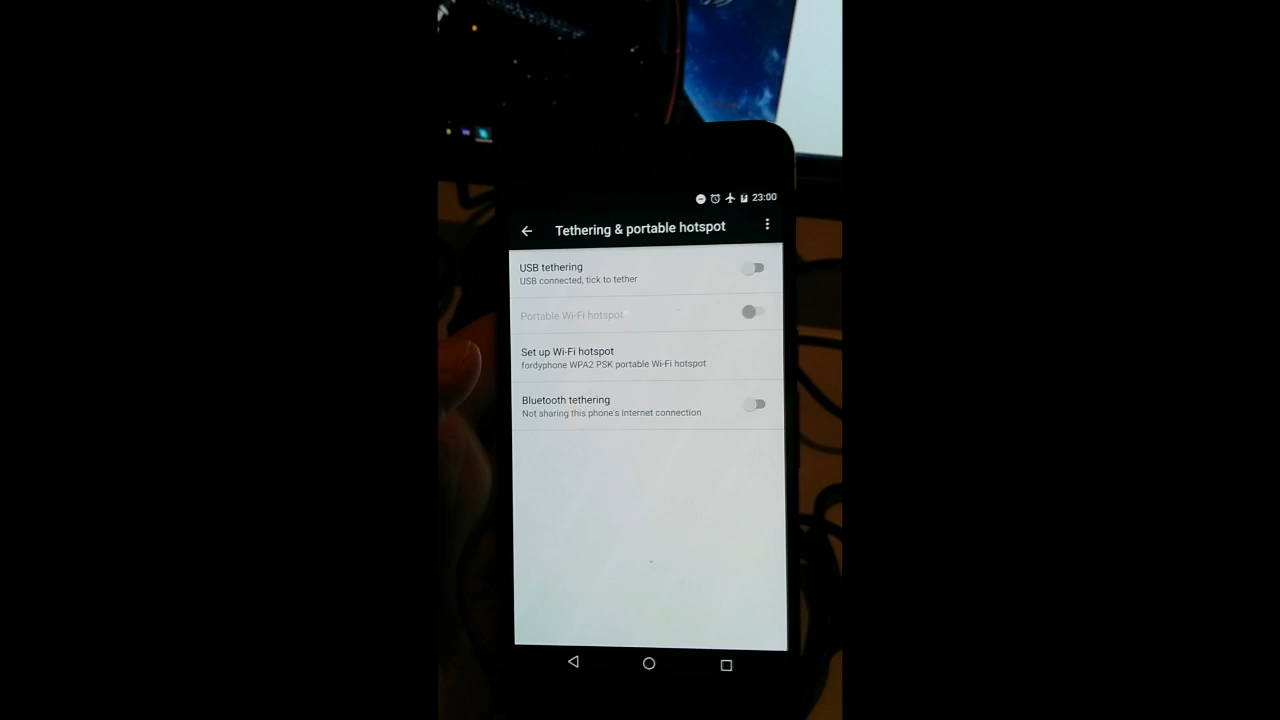 23:00
Tethering & portable hotspot
USB tethering
USB connected, tick to tether
Portable Wi-Fi hotspot
Set up Wi-Fi hotspot
fordyphone WPA2 PSK portable Wi-Fi hotspot
Bluetooth tethering
Not sharing this phone's Internet connection